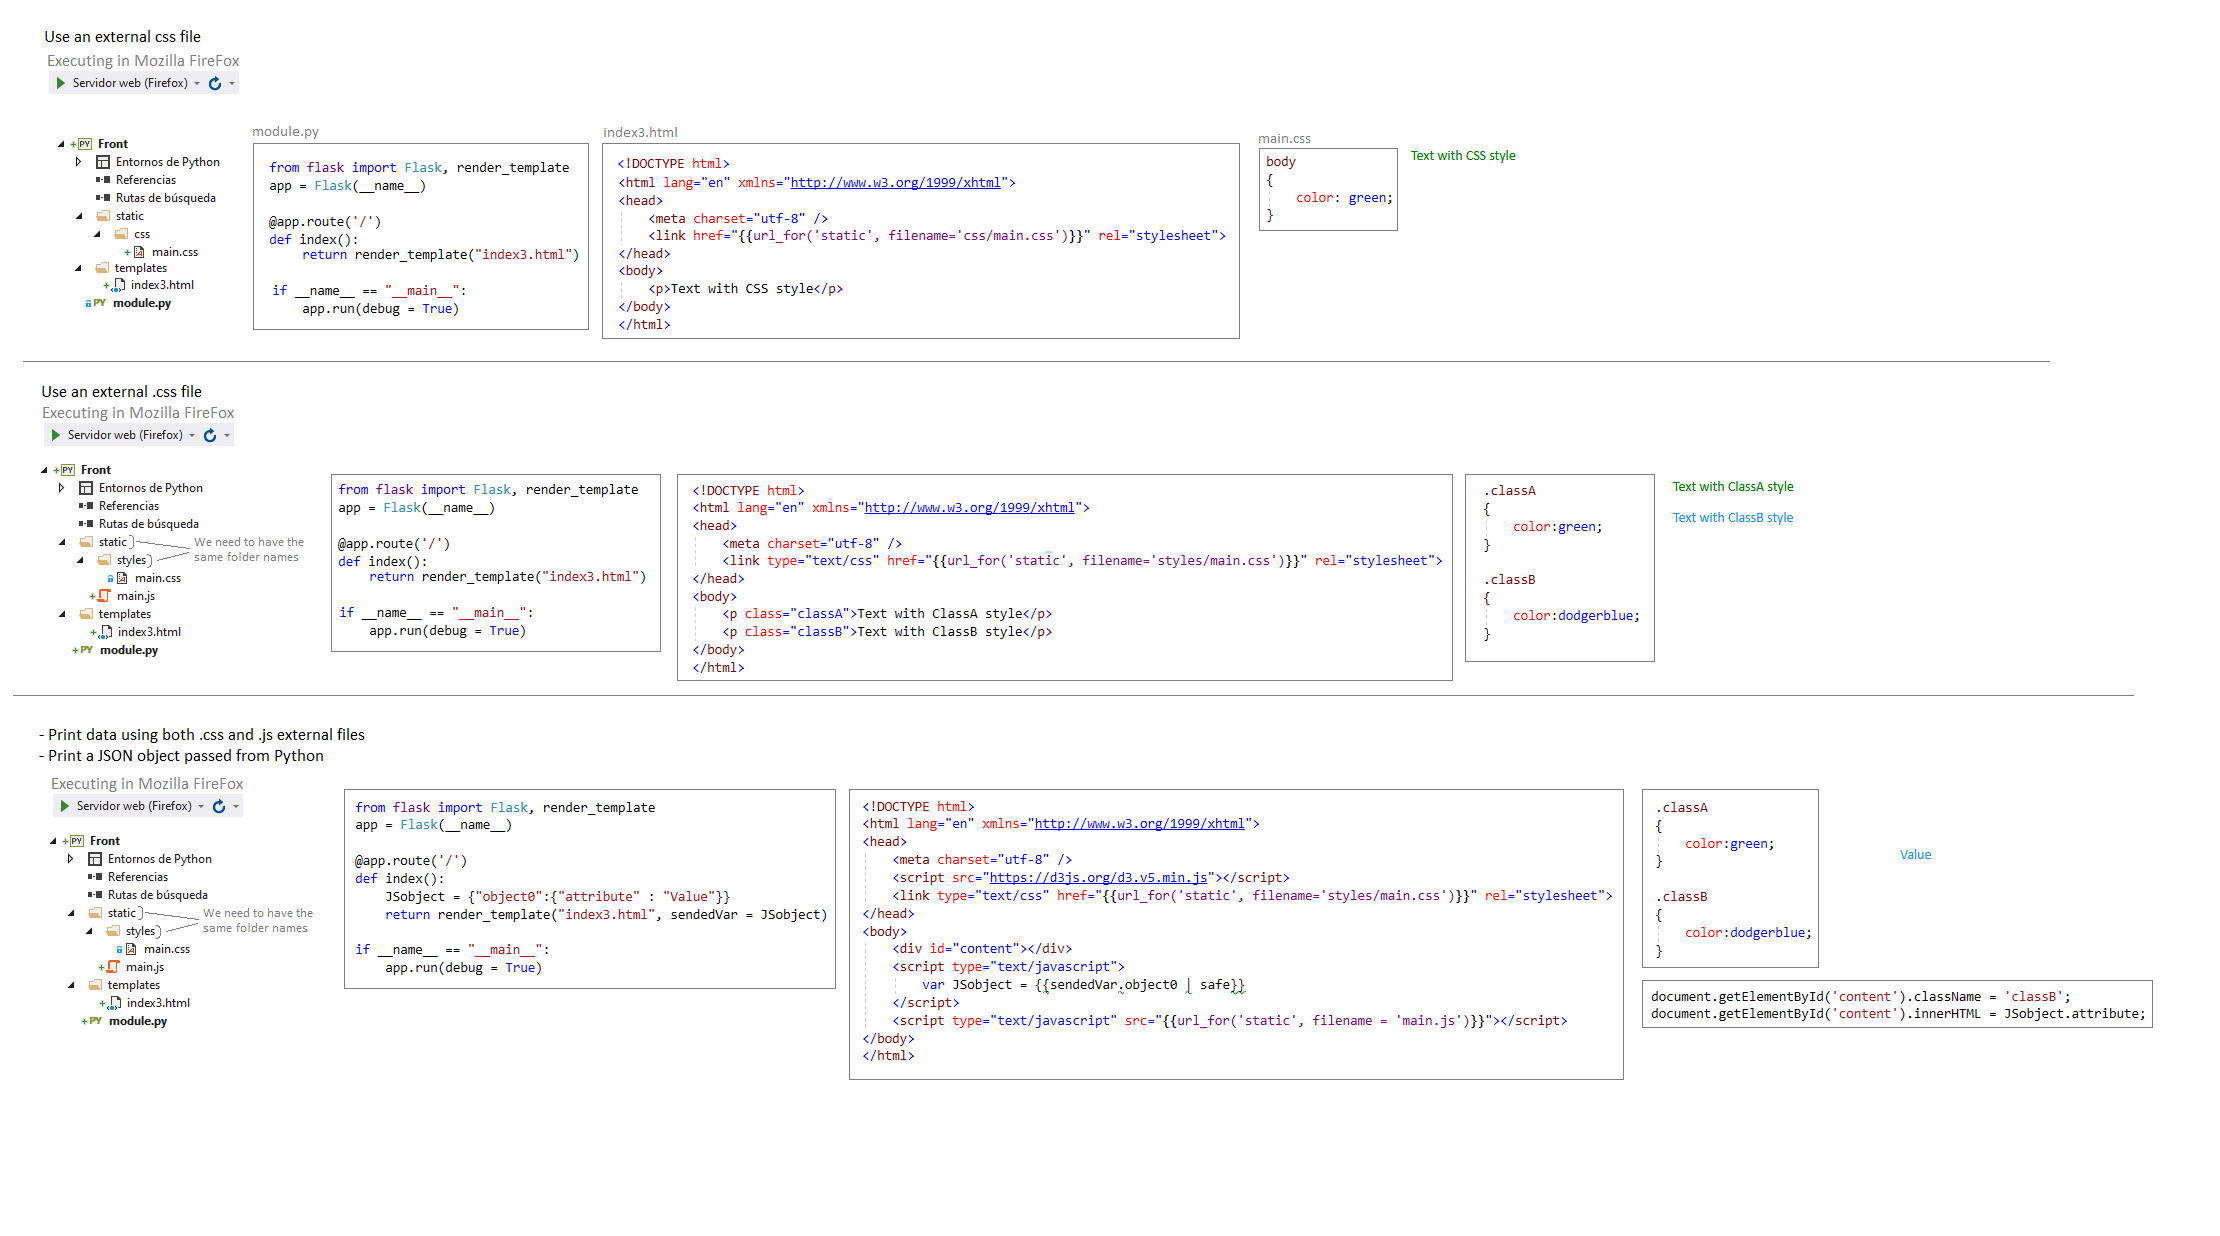 Use an external css file
Executing in Mozilla FireFox
Servidor web (Firefox)
Front
Entornos de Python
Referencias
Rutas de búsqueda
static
css
main.css
templates
index3.html
module.py
module.py
from flask import Flask, render_template
app = Flask(__name__)
@app.route('/')
def index():
return render_template("index3.html")
if __name__ == "__main__":
app.run(debug = True)
index3.html
<!DOCTYPE html>
<html lang="en" xmlns="http://www.w3.org/1999/xhtml">
<head>
<meta charset="utf-8" />
<link href="{{url_for('static', filename='css/main.css')}}" rel="stylesheet">
</head>
<body>
<p>Text with CSS style</p>
</body>
</html>
main.css
body
{
color: green;
}
Text with CSS style
Use an external .css file
Executing in Mozilla FireFox
Servidor web (Firefox)
Front
Entornos de Python
Referencias
Rutas de búsqueda
static
styles
main.css
main.js
templates
index3.html
module.py
We need to have the
same folder names
from flask import Flask, render_template
app = Flask(__name__)
@app.route('/')
def index():
return render_template("index3.html")
if __name__ == "__main__":
app.run(debug = True)
<!DOCTYPE html>
<html lang="en" xmlns="http://www.w3.org/1999/xhtml">
<head>
<meta charset="utf-8" />
<link type="text/css" href="{{url_for('static', filename='styles/main.css')}}" rel="stylesheet">
</head>
<body>
<p class="classA">Text with ClassA style</p>
<p class="classB">Text with ClassB style</p>
</body>
</html>
.classA
{
color:green;
}
.classB
{
color:dodgerblue;
}
Text with ClassA style
Text with ClassB style
- Print data using both .css and .js external files
- Print a JSON object passed from Python
Executing in Mozilla FireFox
Servidor web (Firefox)
Front
Entornos de Python
Referencias
Rutas de búsqueda
static
styles
main.css
main.js
templates
index3.html
module.py
We need to have the
same folder names
from flask import Flask, render_template
app = Flask(__name__)
@app.route('/')
def index():
JSobject = {"object0":{"attribute" : "Value"}}
return render_template("index3.html", sendedVar = JSobject)
if __name__ == "__main__":
app.run(debug = True)
<!DOCTYPE html>
<html lang="en" xmlns="http://www.w3.org/1999/xhtml">
<head>
<meta charset="utf-8" />
<script src="https://d3js.org/d3.v5.min.js"></script>
<link type="text/css" href="{{url_for('static', filename='styles/main.css')}}" rel="stylesheet">
</head>
<body>
<div id="content"></div>
<script type="text/javascript">
var JSobject = {{sendedVar.object0 | safe}}
</script>
<script type="text/javascript" src="{{url_for('static', filename = 'main.js')}}"></script>
</body>
</html>
.classA
{
color:green;
}
.classB
{
color:dodgerblue;
}
document.getElementById('content').className = 'classB';
document.getElementById('content').innerHTML = JSobject.attribute;
Value